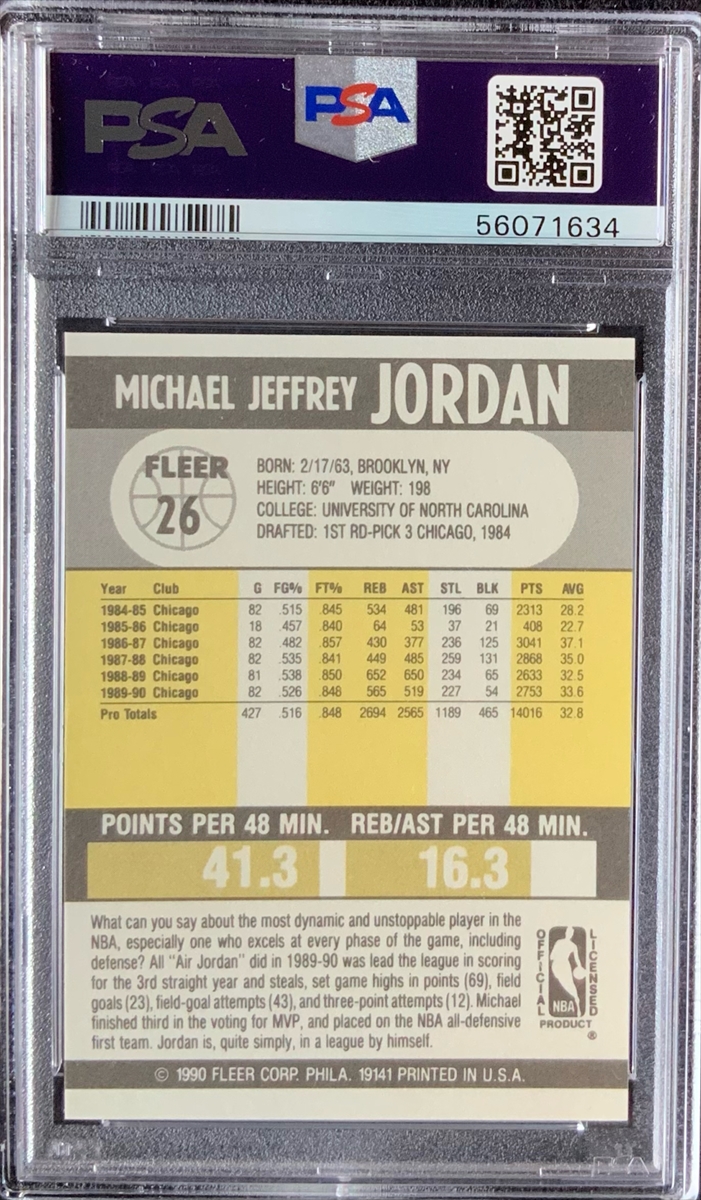 PSA PSA
56071634
MICHAEL JEFFREY JORDAN
FLEER
26
BORN: 2/17/63, BROOKLYN, NY
HEIGHT: 6'6" WEIGHT: 198
COLLEGE: UNIVERSITY OF NORTH CAROLINA
DRAFTED: 1ST RD-PICK 3 CHICAGO, 1984
Year Club G FG% FT% REB AST STL BLK PTS AVG
1984-85 Chicago 82 .515 .845 534 481 196 69 2313 28.2
1985-86 Chicago 18 .457 .840 64 53 37 21 408 22.7
1986-87 Chicago 82 .482 .857 430 377 236 125 3041 37.1
1987-88 Chicago 82 .535 .841 449 485 259 131 2868 35.0
1988-89 Chicago 81 .538 .850 652 650 234 65 2633 32.5
1989-90 Chicago 82 .526 .848 565 519 227 54 2753 33.6
Pro Totals 427 .516 .848 2694 2565 1189 465 14016 32.8
POINTS PER 48 MIN. REB/AST PER 48 MIN.
41.3 16.3
What can you say about the most dynamic and unstoppable player in the
NBA, especially one who excels at every phase of the game, including
defense? All "Air Jordan" did in 1989-90 was lead the league in scoring
for the 3rd straight year and steals, set game highs in points (69), field
goals (23), field-goal attempts (43), and three-point attempts (12). Michael
finished third in the voting for MVP, and placed on the NBA all-defensive
first team. Jordan is, quite simply, in a league by himself.
OFFICIAL LICENSED
NBA
PRODUCT
®
© 1990 FLEER CORP. PHILA. 19141 PRINTED IN U.S.A.
PSA